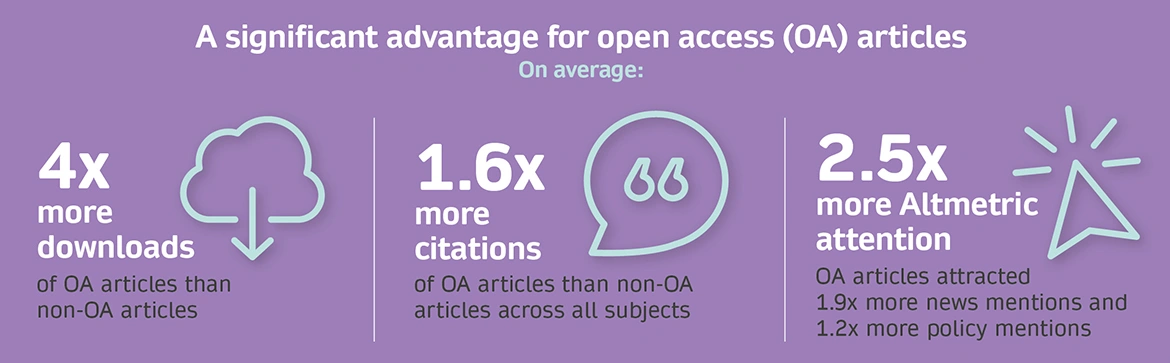 A significant advantage for open access (OA) articles
On average:
4x
more
downloads
of OA articles than
non-OA articles
1.6x
more
citations
of OA articles than non-OA
articles across all subjects
2.5x
more Altmetric
attention
OA articles attracted
1.9x more news mentions and
1.2x more policy mentions